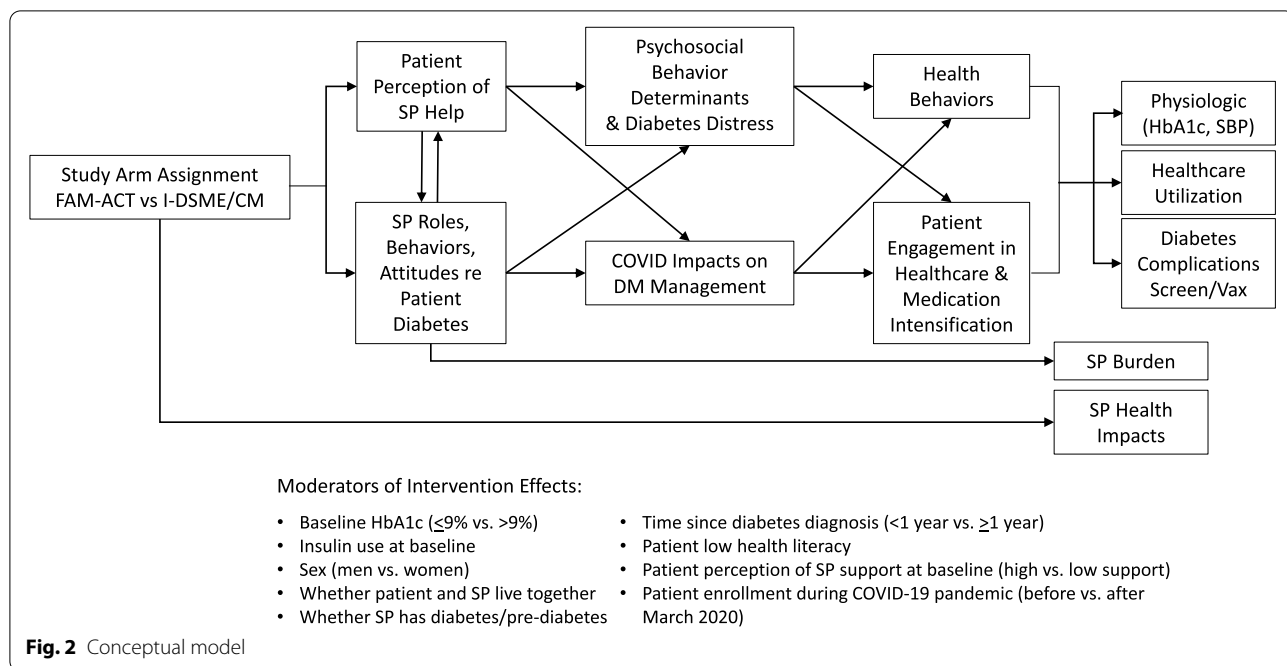 Study Arm Assignment
FAM-ACT vs I-DSME/CM
Patient
Perception of
SP Help
SP Roles,
Behaviors,
Attitudes re
Patient
Diabetes
Psychosocial
Behavior
Determinants
& Diabetes Distress
COVID Impacts on
DM Management
Health
Behaviors
Patient
Engagement in
Healthcare &
Medication
Intensification
Physiologic
(HbA1c, SBP)
Healthcare
Utilization
Diabetes
Complications
Screen/Vax
SP Burden
SP Health
Impacts
Moderators of Intervention Effects:
• Baseline HbA1c (≤9% vs. >9%)
• Insulin use at baseline
• Sex (men vs. women)
• Whether patient and SP live together
• Whether SP has diabetes/pre-diabetes
• Time since diabetes diagnosis (<1 year vs. ≥1 year)
• Patient low health literacy
• Patient perception of SP support at baseline (high vs. low support)
• Patient enrollment during COVID-19 pandemic (before vs. after
March 2020)
Fig. 2 Conceptual model